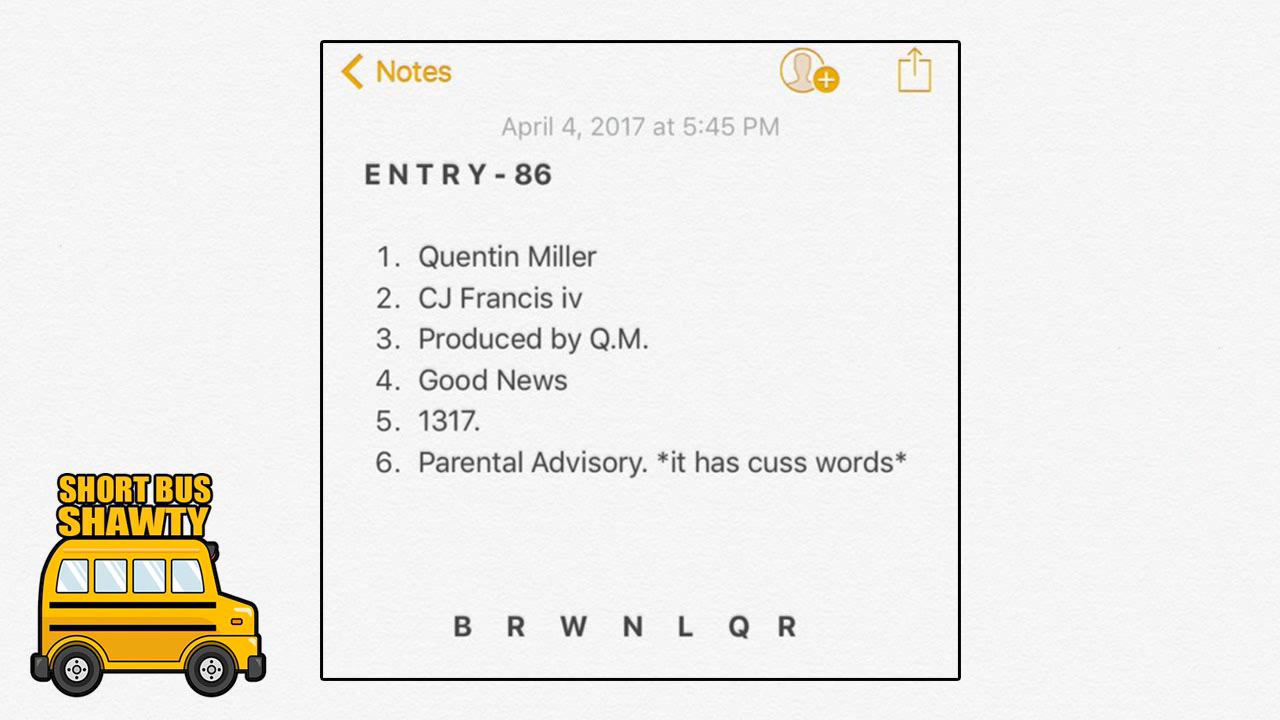 Notes
April 4, 2017 at 5:45 PM
E N T R Y - 86
1. Quentin Miller
2. CJ Francis iv
3. Produced by Q.M.
4. Good News
5. 1317.
6. Parental Advisory. *it has cuss words*
B R W N L Q R
SHORT BUS
SHAWTY